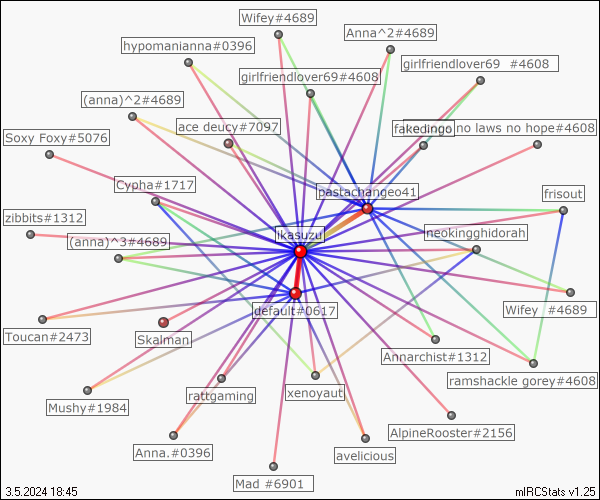 Wifey#4689
Anna^2#4689
hypomanianna#0396
girlfriendlover69 #4608
girlfriendlover69#4608
(anna)^2#4689
ace deucy#7097
fakedingo
no laws no hope#4608
Soxy Foxy#5076
Cypha#1717
pastachangeo41
frisout
zibbits#1312
ikasuzu
neokingghidorah
(anna)^3#4689
default#0617
Wifey #4689
Toucan#2473
Skalman
Annarchist#1312
ramshackle gorey#4608
Mushy#1984
rattgaming
xenoyaut
AlpineRooster#2156
Anna.#0396
avelicious
Mad #6901
3.5.2024 18:45
mIRCStats v1.25